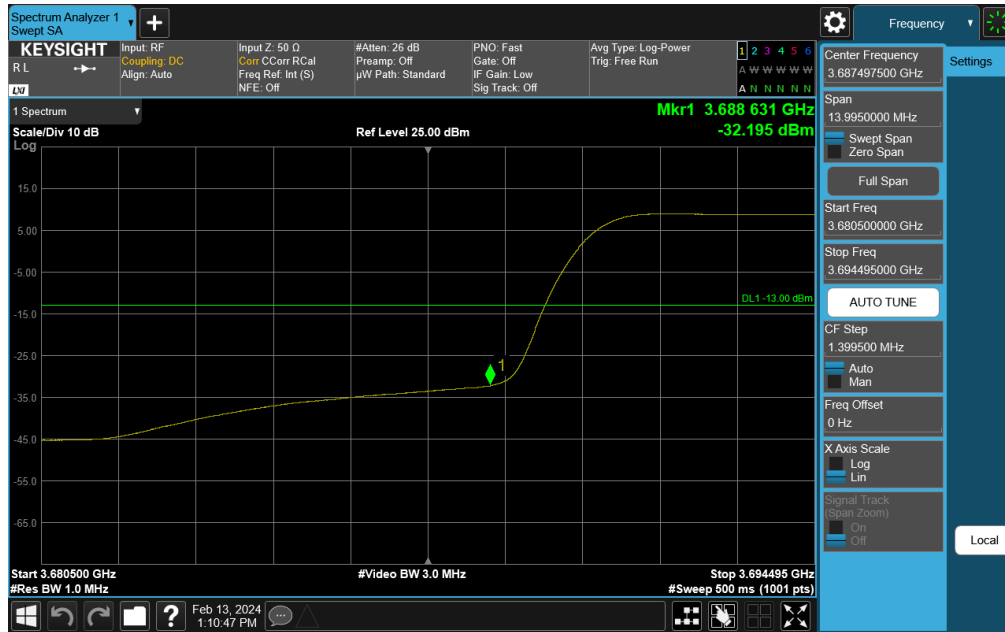 Spectrum Analyzer 1
Swept SA
Frequency
KEYSIGHT
R L
LXI
Input: RF
Coupling: DC
Align: Auto
Input Z: 50 Ω
Corr CCorr RCal
Freq Ref: Int (S)
NFE: Off
#Atten: 26 dB
Preamp: Off
µW Path: Standard
PNO: Fast
Gate: Off
IF Gain: Low
Sig Track: Off
Avg Type: Log-Power
Trig: Free Run
1 2 3 4 5 6
A W W W W W
A N N N N N
1 Spectrum
Mkr1 3.688 631 GHz
-32.195 dBm
Scale/Div 10 dB
Ref Level 25.00 dBm
Log
15.0
5.00
-5.00
DL1 -13.00 dBm
-15.0
-25.0
1
-35.0
-45.0
-55.0
-65.0
Start 3.680500 GHz
#Video BW 3.0 MHz
Stop 3.694495 GHz
#Res BW 1.0 MHz
#Sweep 500 ms (1001 pts)
Center Frequency
3.687497500 GHz
Settings
Span
13.9950000 MHz
Swept Span
Zero Span
Full Span
Start Freq
3.680500000 GHz
Stop Freq
3.694495000 GHz
AUTO TUNE
CF Step
1.399500 MHz
Auto
Man
Freq Offset
0 Hz
X Axis Scale
Log
Lin
Signal Track
(Span Zoom)
On
Off
Local
?
Feb 13, 2024
1:10:47 PM